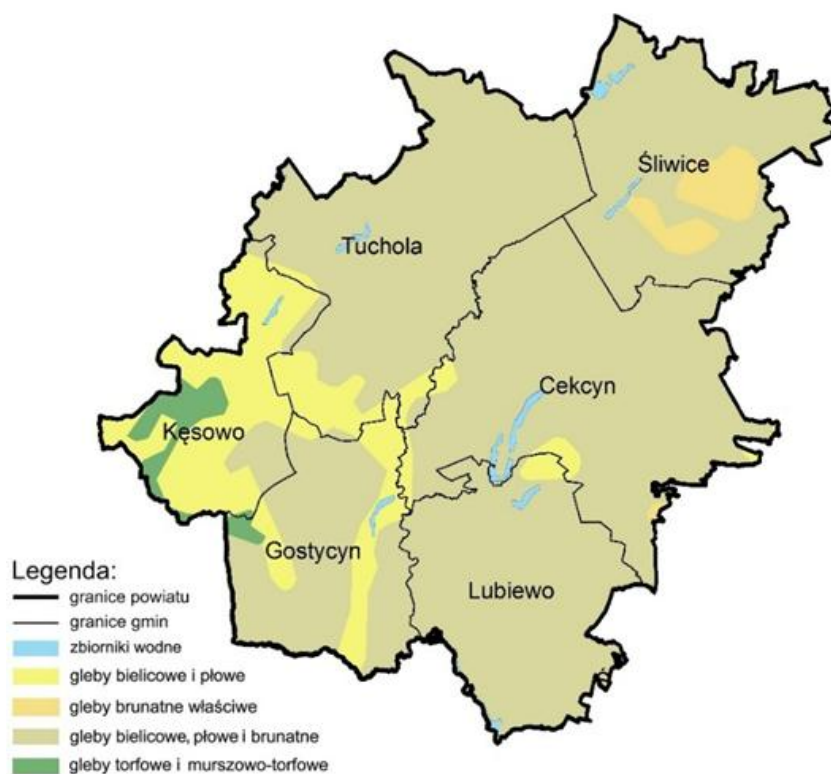 Śliwice
Tuchola
Cekcyn
Kęsowo
Gostycyn
Lubiewo
Legenda:
granice powiatu
granice gmin
zbiorniki wodne
gleby bielicowe i płowe
gleby brunatne właściwe
gleby bielicowe, płowe i brunatne
gleby torfowe i murszowo-torfowe